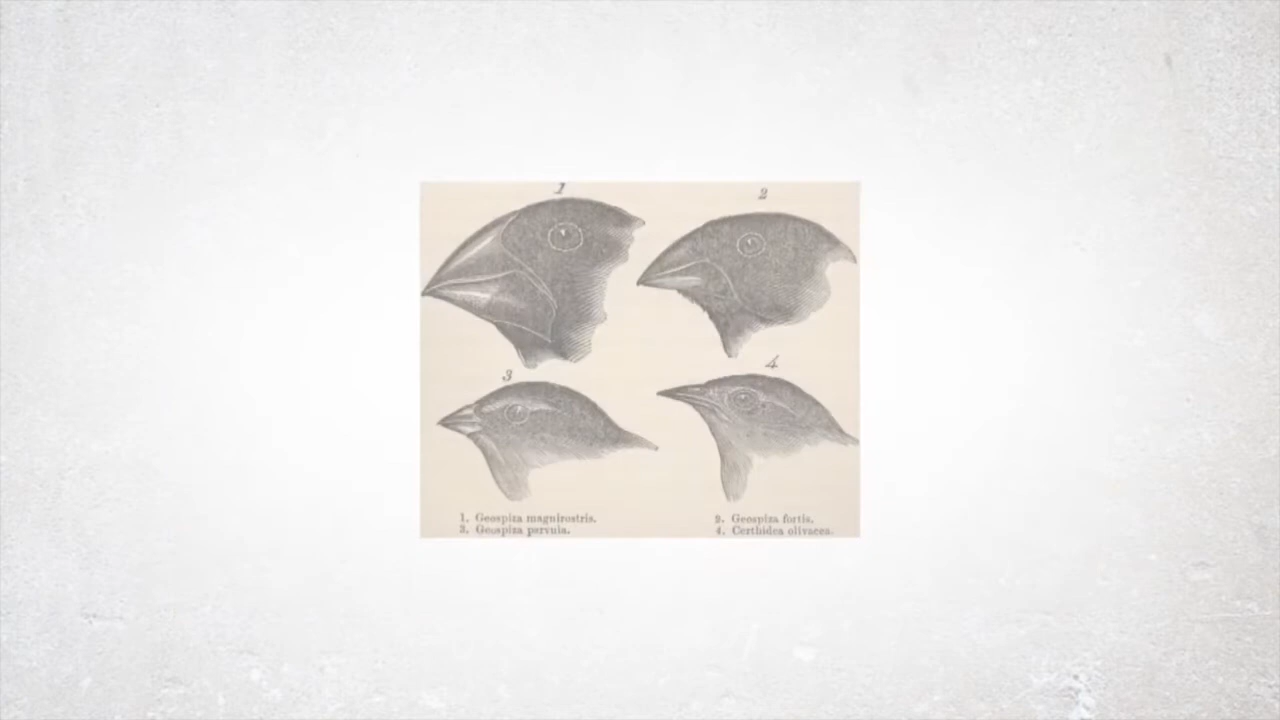 1
2
3
4
1. Geospiza magnirostris.
2. Geospiza fortis.
3. Geospiza parvula.
4. Certhidea olivacea.